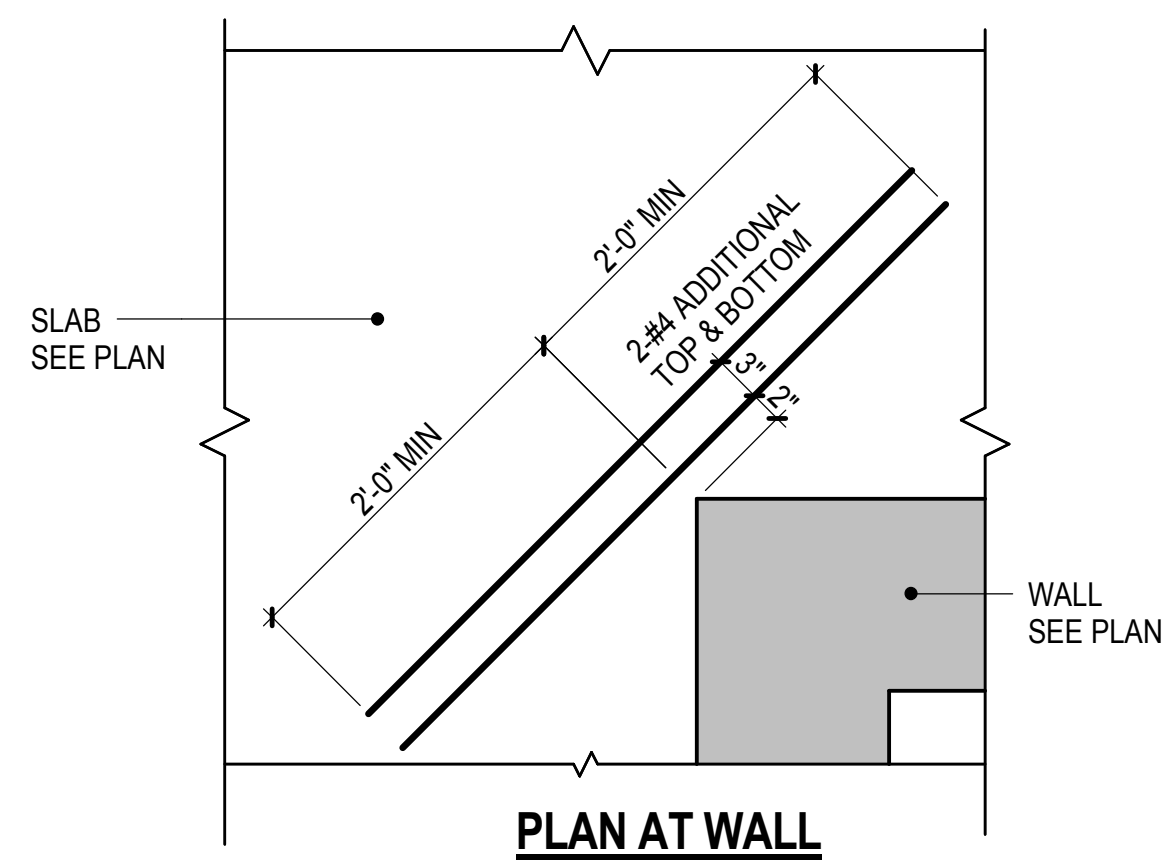 2'-0" MIN
2-#4 ADDITIONAL
TOP & BOTTOM
3"
2"
2'-0" MIN
SLAB
SEE PLAN
WALL
SEE PLAN
PLAN AT WALL